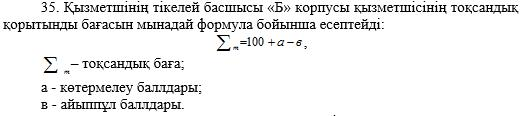 35. Қызметшінің тікелей басшысы «Б» корпусы қызметшісінің тоқсандық
қорытынды бағасын мынадай формула бойынша есептейді:
∑ т=100 + а – в ,
∑ т – тоқсандық баға;
а - көтермелеу баллдары;
в - айыппұл баллдары.